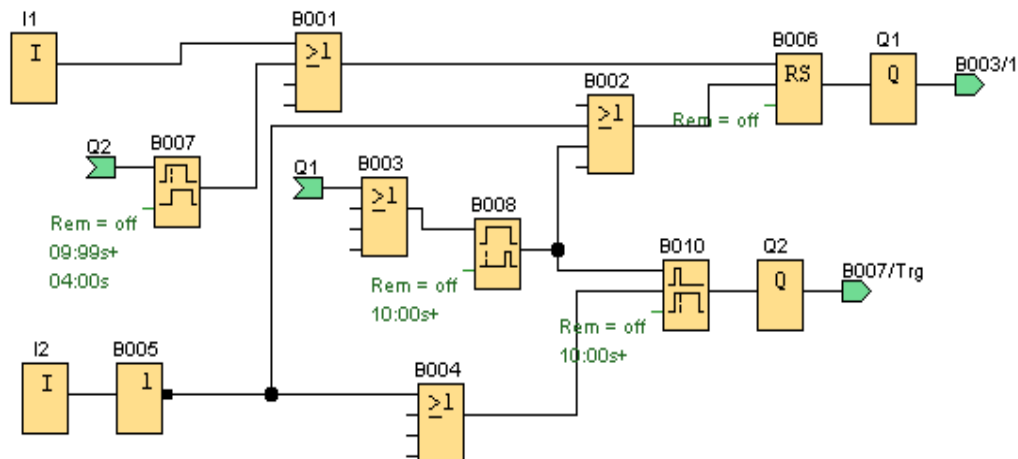 I1
I
B001
≥1
B006
RS
Rem = off
Q1
Q
B003/1
B002
≥1
Q2
B007
Rem = off
09:99s+
04:00s
Q1
B003
≥1
B008
Rem = off
10:00s+
B010
Rem = off
10:00s+
Q2
Q
B007/Trg
I2
I
B005
1
B004
≥1